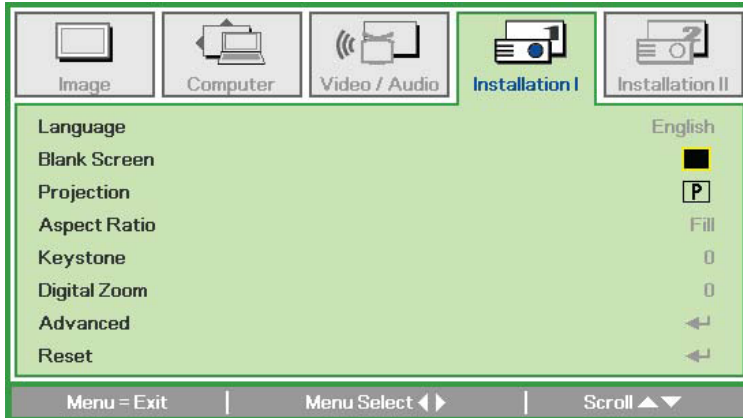 Image Computer Video / Audio Installation I Installation II
Language English
Blank Screen
Projection P
Aspect Ratio Fill
Keystone 0
Digital Zoom 0
Advanced
Reset
Menu = Exit Menu Select Scroll